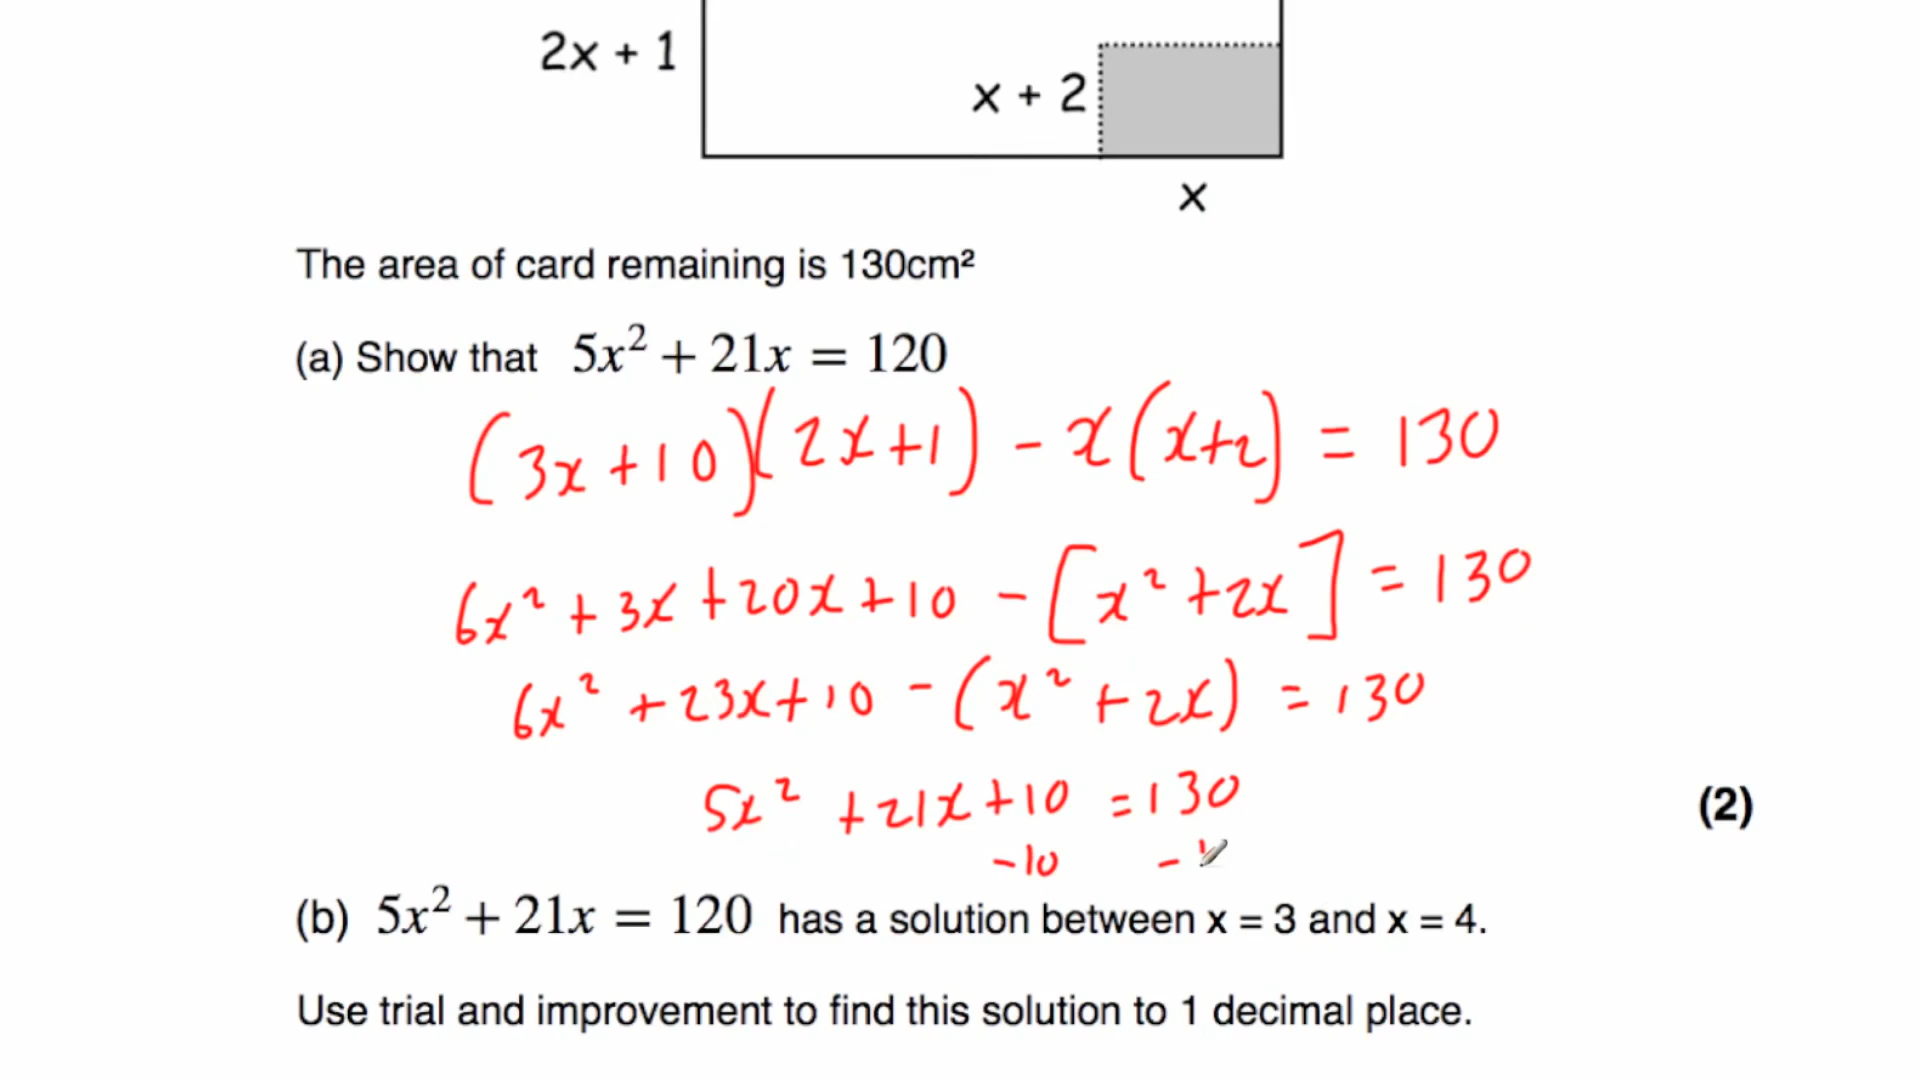 2x + 1
x + 2
x
The area of card remaining is 130cm²
(a) Show that 5x² + 21x = 120
(3x+10)(2x+1) - x(x+2) = 130
6x² + 3x + 20x + 10 - [x² + 2x] = 130
6x² + 23x + 10 - (x² + 2x) = 130
5x² + 21x + 10 = 130
(2)
-10 -
(b) 5x² + 21x = 120 has a solution between x = 3 and x = 4.
Use trial and improvement to find this solution to 1 decimal place.